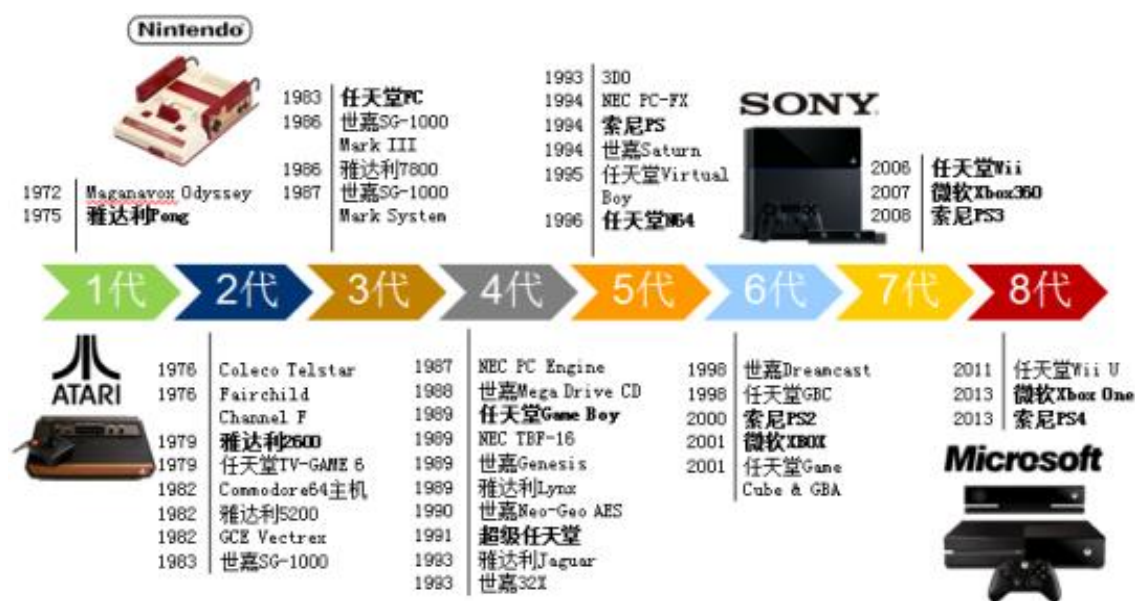 Nintendo
1983 任天堂FC
1986 世嘉SG-1000
Mark III
1986 雅达利7800
1987 世嘉SG-1000
Mark System
1972 Maganavox Odyssey
1975 雅达利Pong
1993 3DO
1994 NEC PC-FX
1994 索尼PS
1994 世嘉Saturn
1995 任天堂Virtual
Boy
1996 任天堂N64
SONY
2006 任天堂Wii
2007 微软Xbox360
2008 索尼PS3
1代 2代 3代 4代 5代 6代 7代 8代
ATARI
1976 Coleco Telstar
1976 Fairchild
Channel F
1979 雅达利2600
1979 任天堂TV-GAME 6
1982 Commodore64主机
1982 雅达利5200
1982 GCE Vectrex
1983 世嘉SG-1000
1987 NEC PC Engine
1988 世嘉Mega Drive CD
1989 任天堂Game Boy
1989 NEC TBF-16
1989 世嘉Genesis
1989 雅达利Lynx
1990 世嘉Neo-Geo AES
1991 超级任天堂
1993 雅达利Jaguar
1993 世嘉32X
1998 世嘉Dreamcast
1998 任天堂GBC
2000 索尼PS2
2001 微软XBOX
2001 任天堂Game
Cube & GBA
2011 任天堂Wii U
2013 微软Xbox One
2013 索尼PS4
Microsoft